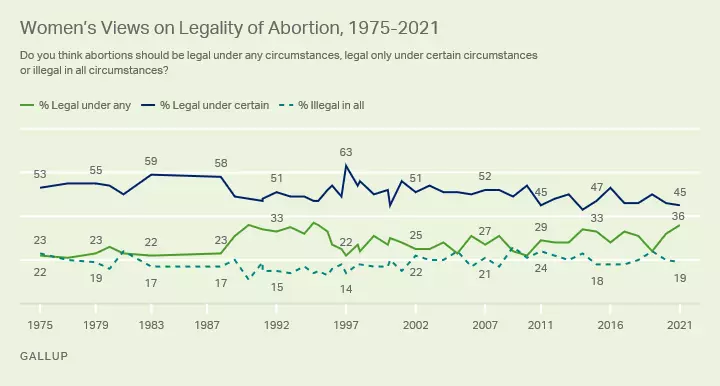 Women's Views on Legality of Abortion, 1975-2021
Do you think abortions should be legal under any circumstances, legal only under certain circumstances
or illegal in all circumstances?
% Legal under any % Legal under certain % Illegal in all
53 55 59 58 51 63 51 52 45 47 45
23 23 22 23 33 22 25 27 29 33 36
22 19 17 17 15 14 22 21 24 18 19
1975 1979 1983 1987 1992 1997 2002 2007 2011 2016 2021
GALLUP